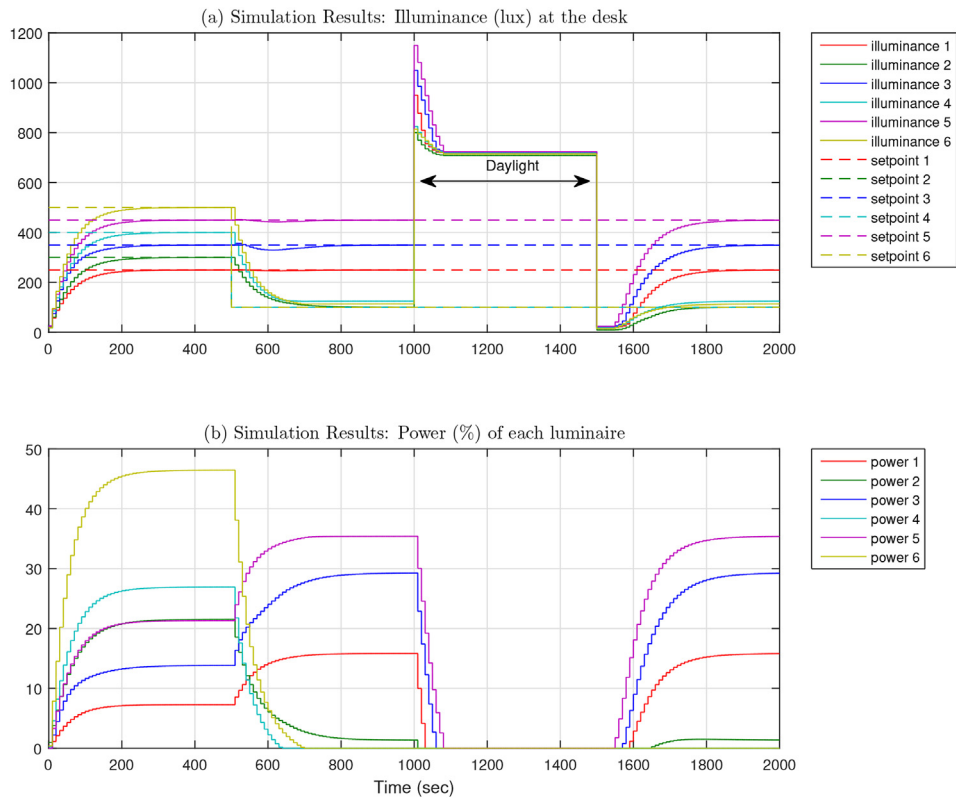 (a) Simulation Results: Illuminance (lux) at the desk
1200
1000
800
600
400
200
0
0 200 400 600 800 1000 1200 1400 1600 1800 2000
Daylight
illuminance 1
illuminance 2
illuminance 3
illuminance 4
illuminance 5
illuminance 6
setpoint 1
setpoint 2
setpoint 3
setpoint 4
setpoint 5
setpoint 6
(b) Simulation Results: Power (%) of each luminaire
50
40
30
20
10
0
0 200 400 600 800 1000 1200 1400 1600 1800 2000
Time (sec)
power 1
power 2
power 3
power 4
power 5
power 6